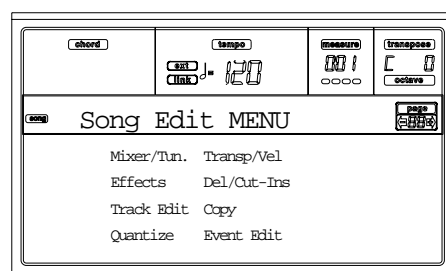 chord tempo measure transpose
ext
link ♩= 120 001 C 0
octave
song Song Edit MENU page
Mixer/Tun. Transp/Vel
Effects Del/Cut-Ins
Track Edit Copy
Quantize Event Edit